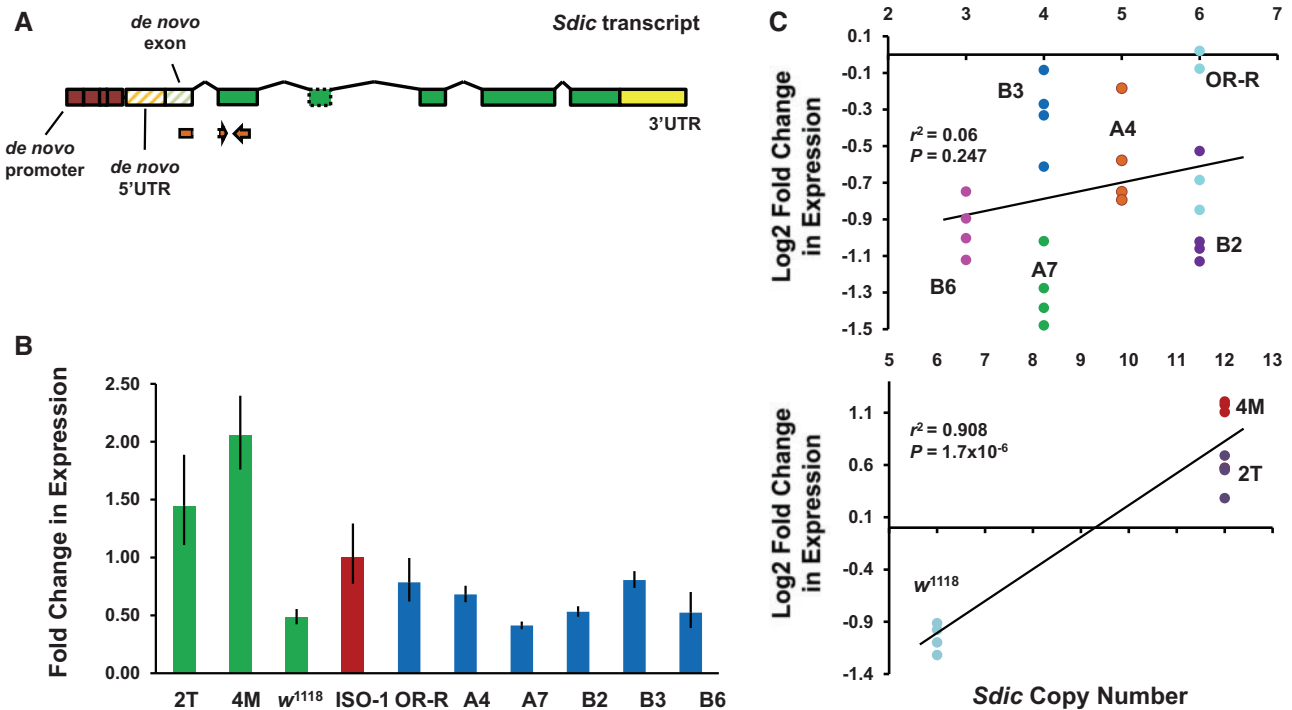 A
de novo
exon
Sdic transcript
3'UTR
de novo
promoter
de novo
5'UTR
B
Fold Change in Expression
2.50
2.00
1.50
1.00
0.50
0.00
2T 4M w1118 ISO-1 OR-R A4 A7 B2 B3 B6
C
2 3 4 5 6 7
Log2 Fold Change
in Expression
0.1
-0.1
-0.3
-0.5
-0.7
-0.9
-1.1
-1.3
-1.5
r2 = 0.06
P = 0.247
B3
OR-R
A4
B6
A7
B2
5 6 7 8 9 10 11 12 13
Log2 Fold Change
in Expression
1.1
0.6
0.1
-0.4
-0.9
-1.4
r2 = 0.908
P = 1.7x10-6
4M
2T
w1118
Sdic Copy Number